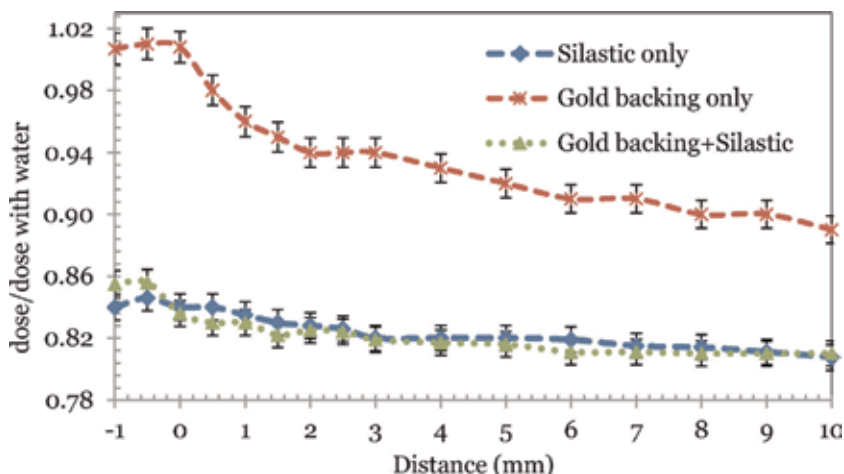 dose/dose with water
1.02
0.98
0.94
0.90
0.86
0.82
0.78
Silastic only
Gold backing only
Gold backing+Silastic
-1 0 1 2 3 4 5 6 7 8 9 10
Distance (mm)